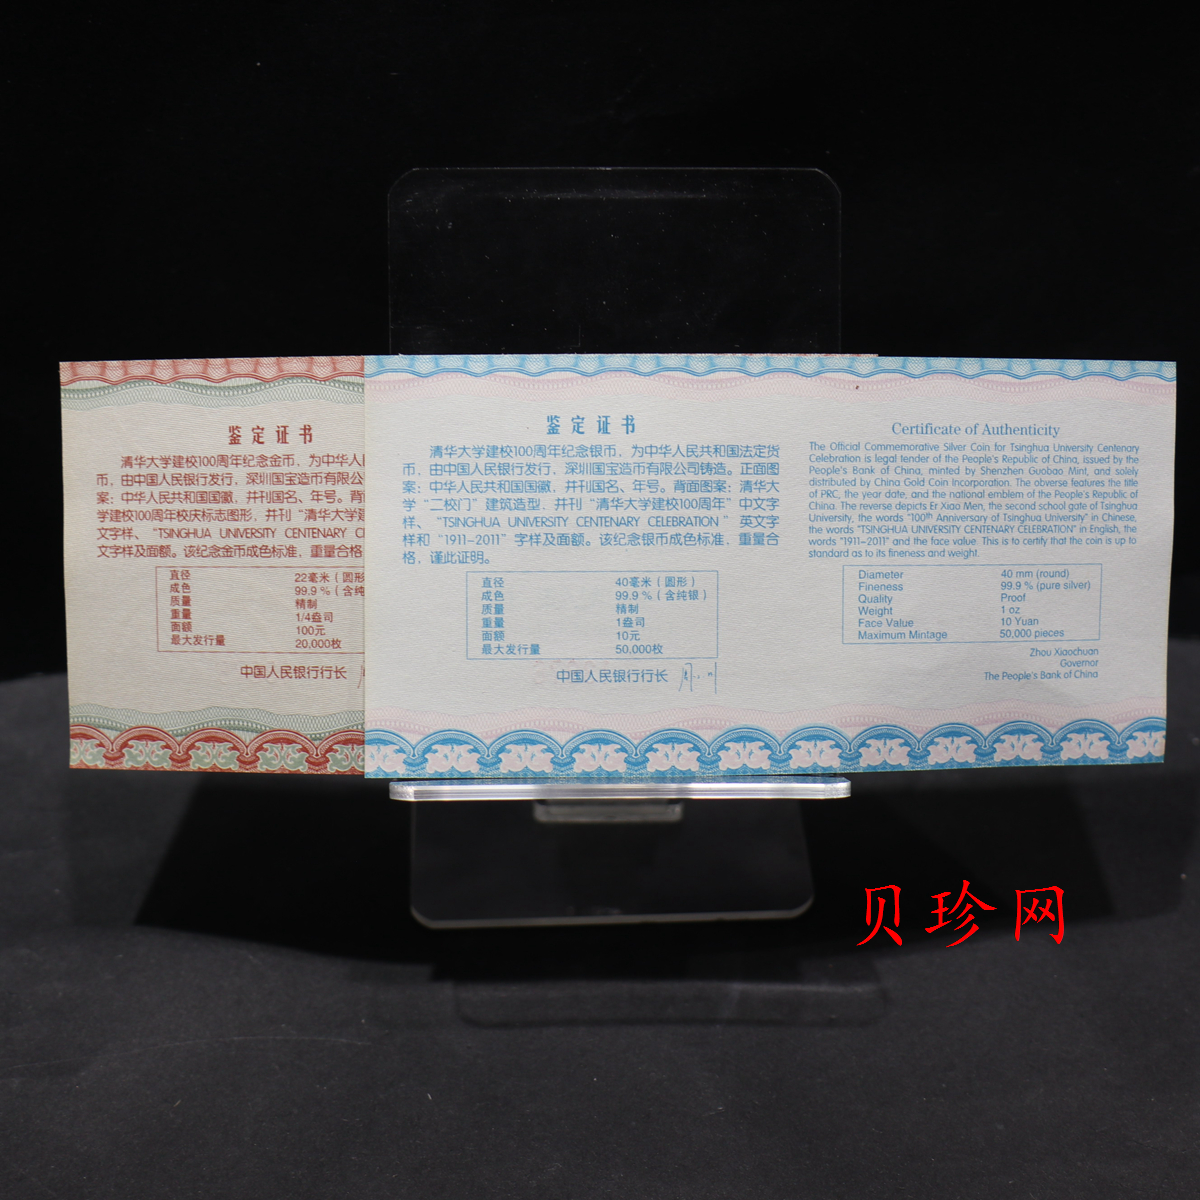 鉴定证书
清华大学建校100周年纪念金币，为中华人
币，由中国人民银行发行，深圳国宝造币有限公
案：中华人民共和国国徽，并刊国名、年号。背
学建校100周年校庆标志图形，并刊“清华大学建
文字样、“TSINGHUA UNIVERSITY CENTENARY C
文字样及面额。该纪念金币成色标准，重量合格
直径 22毫米（圆形
成色 99.9％（含纯
质量 精制
重量 1/4盎司
面额 100元
最大发行量 20,000枚
中国人民银行行长
鉴定证书
清华大学建校100周年纪念银币，为中华人民共和国法定货
币，由中国人民银行发行，深圳国宝造币有限公司铸造。正面图
案：中华人民共和国国徽，并刊国名、年号。背面图案：清华大
学“二校门”建筑造型，并刊“清华大学建校100周年”中文字
样、“TSINGHUA UNIVERSITY CENTENARY CELEBRATION”英文字
样和“1911-2011”字样及面额。该纪念银币成色标准，重量合
格，谨此证明。
直径 40毫米（圆形）
成色 99.9％（含纯银）
质量 精制
重量 1盎司
面额 10元
最大发行量 50,000枚
中国人民银行行长
Certificate of Authenticity
The Official Commemorative Silver Coin for Tsinghua University Centenary
Celebration is legal tender of the People's Republic of China, issued by the
People's Bank of China, minted by Shenzhen Guobao Mint, and solely
distributed by China Gold Coin Incorporation. The obverse features the title
of PRC, the year date, and the national emblem of the People's Republic of
China. The reverse depicts Er Xiao Men, the second school gate of Tsinghua
University, the words "100th Anniversary of Tsinghua University" in Chinese,
the words "TSINGHUA UNIVERSITY CENTENARY CELEBRATION" in English, the
words "1911-2011" and the face value. This is to certify that the coin is up to
standard as to its fineness and weight.
Diameter 40 mm (round)
Fineness 99.9 % (pure silver)
Quality Proof
Weight 1 oz
Face Value 10 Yuan
Maximum Mintage 50,000 pieces
Zhou Xiaochuan
Governor
The People's Bank of China
贝珍网